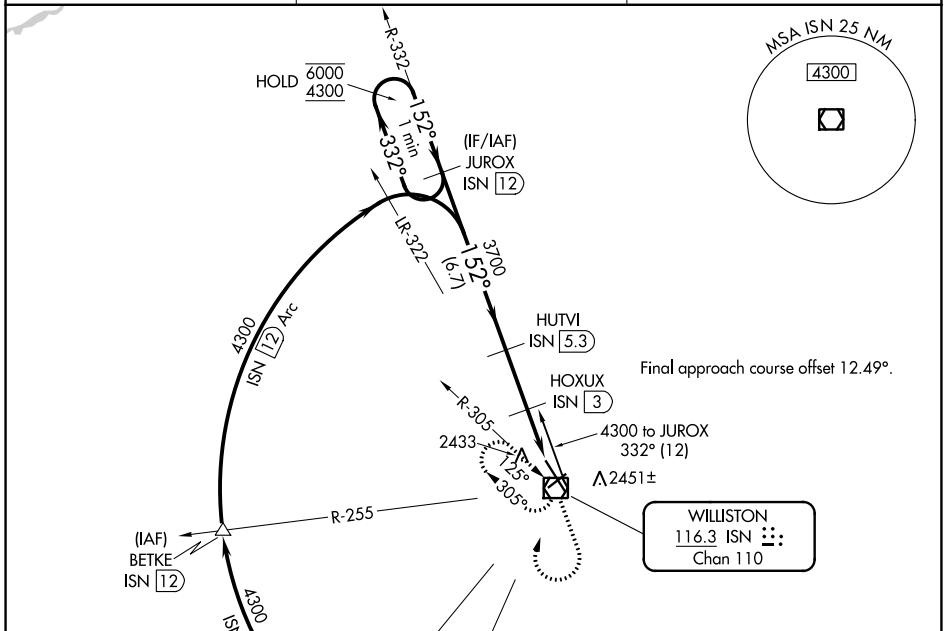 MSA ISN 25 NM
4300
R-332
HOLD 6000
4300
152°
1 min
332°
(IF/IAF)
JUROX
ISN 12
LR-322
3700
152°
(6.7)
4300
ISN 12 Arc
HUTVI
ISN 5.3
Final approach course offset 12.49°.
HOXUX
ISN 3
R-305
4300 to JUROX
332° (12)
2433
125°
305°
2451±
R-255
(IAF)
BETKE
ISN 12
WILLISTON
116.3 ISN
Chan 110
4300
ISN